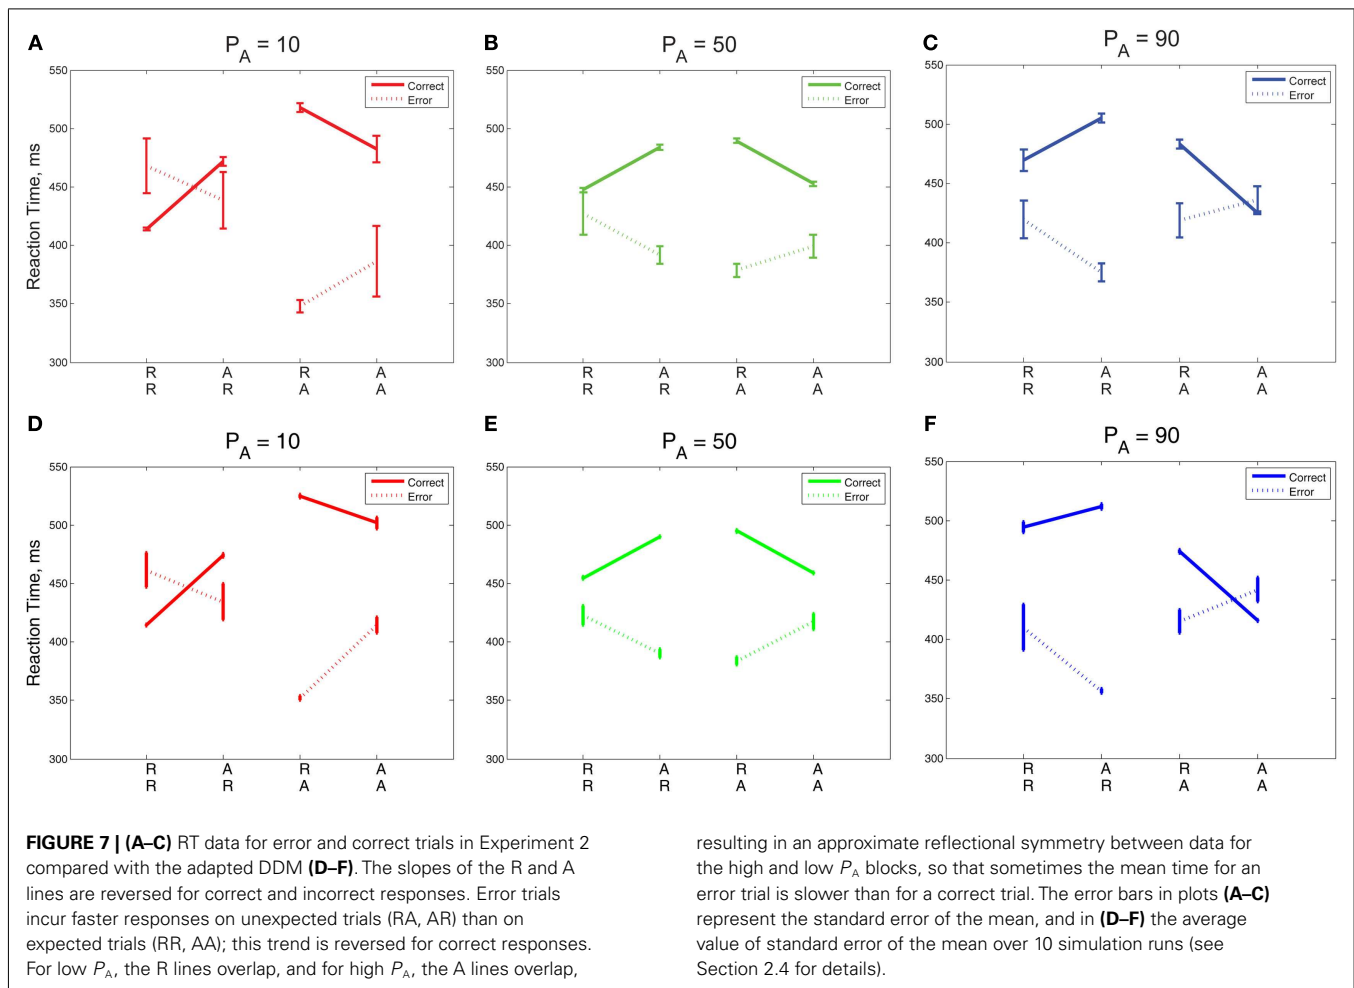 A
P_A = 10
B
P_A = 50
C
P_A = 90
Reaction Time, ms
550
500
450
400
350
300
Correct
Error
R A R A
R R A A
550
500
450
400
350
300
Correct
Error
R A R A
R R A A
550
500
450
400
350
300
Correct
Error
R A R A
R R A A
D
P_A = 10
E
P_A = 50
F
P_A = 90
Reaction Time, ms
550
500
450
400
350
300
Correct
Error
R A R A
R R A A
550
500
450
400
350
300
Correct
Error
R A R A
R R A A
550
500
450
400
350
300
Correct
Error
R A R A
R R A A
FIGURE 7 | (A–C) RT data for error and correct trials in Experiment 2
compared with the adapted DDM (D–F). The slopes of the R and A
lines are reversed for correct and incorrect responses. Error trials
incur faster responses on unexpected trials (RA, AR) than on
expected trials (RR, AA); this trend is reversed for correct responses.
For low P_A, the R lines overlap, and for high P_A, the A lines overlap,
resulting in an approximate reflectional symmetry between data for
the high and low P_A blocks, so that sometimes the mean time for an
error trial is slower than for a correct trial. The error bars in plots (A–C)
represent the standard error of the mean, and in (D–F) the average
value of standard error of the mean over 10 simulation runs (see
Section 2.4 for details).